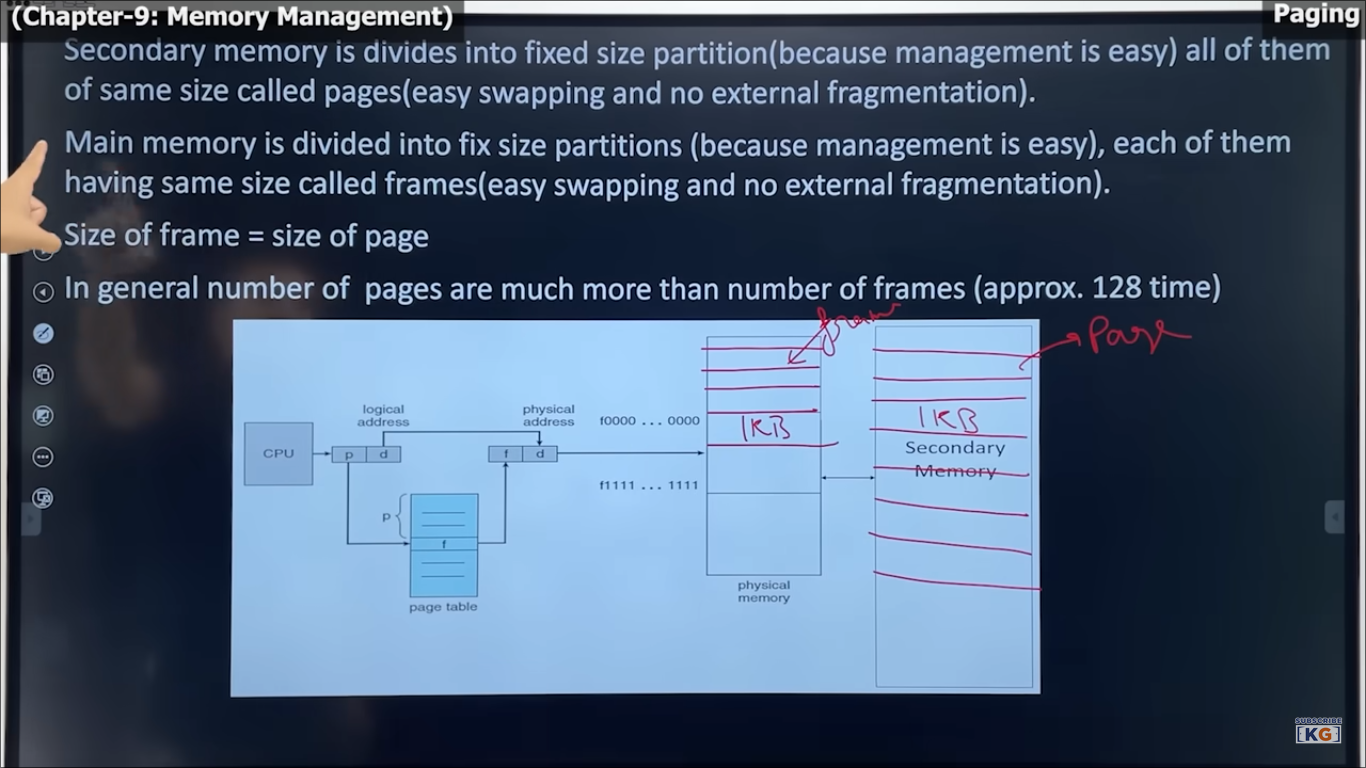 (Chapter-9: Memory Management)
Paging
Secondary memory is divides into fixed size partition(because management is easy) all of them
of same size called pages(easy swapping and no external fragmentation).
Main memory is divided into fix size partitions (because management is easy), each of them
having same size called frames(easy swapping and no external fragmentation).
Size of frame = size of page
In general number of pages are much more than number of frames (approx. 128 time)
frame
Page
logical
address
physical
address
f0000 ... 0000
1KB
1KB
CPU
p d
f d
Secondary
Memory
f1111 ... 1111
p
f
physical
memory
page table
SUBSCRIBE
[KG]